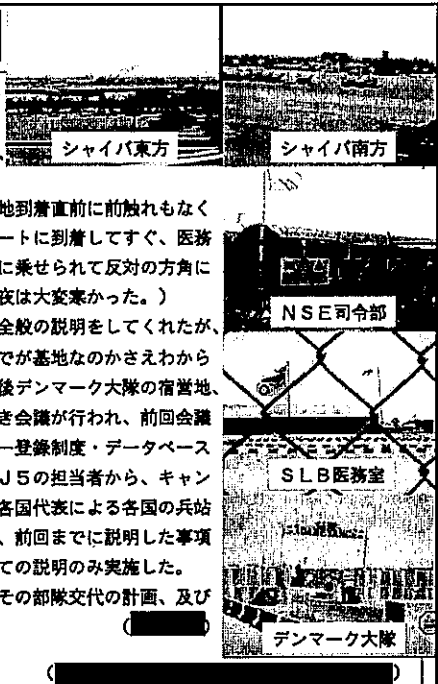 シャイバ東方
シャイバ南方
地到着直前に前触れもなく
ートに到着してすぐ、医務
に乗せられて反対の方角に
夜は大変寒かった。）
全般の説明をしてくれたが、
でが基地なのかさえわから
後デンマーク大隊の宿営地、
き会議が行われ、前回会議
ー登録制度・データベース
J5の担当者から、キャン
各国代表による各国の兵站
、前回までに説明した事項
ての説明のみ実施した。
その部隊交代の計画、及び
NSE司令部
SLB医務室
デンマーク大隊